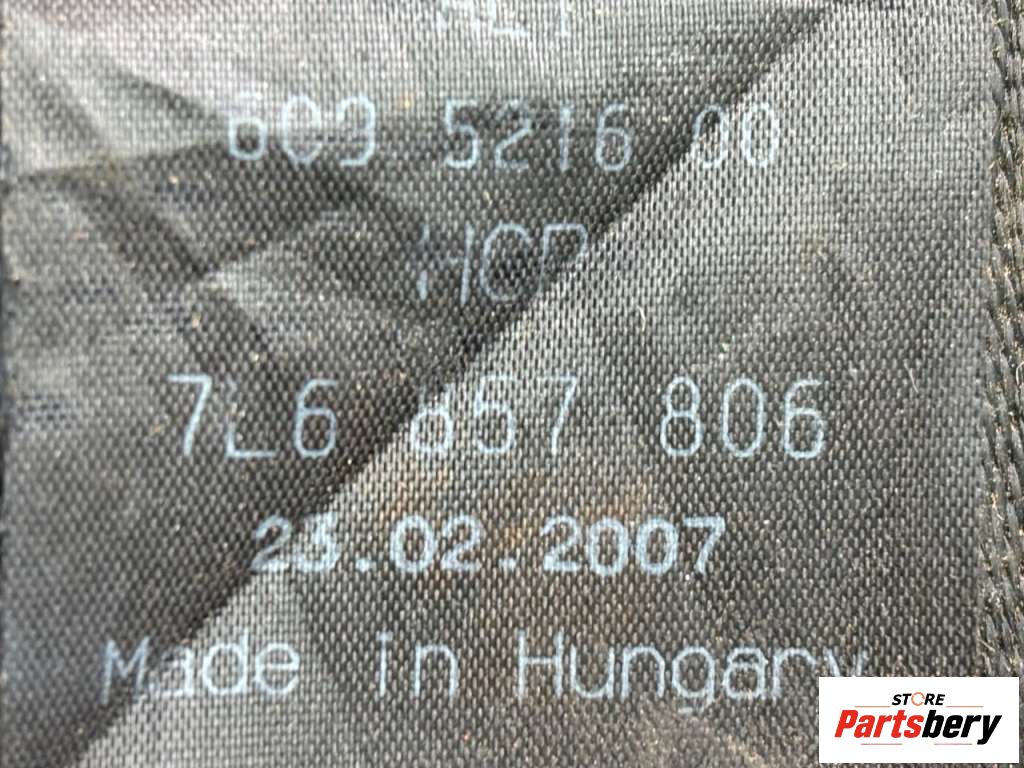 609 5216 00
HCP
7L6 857 806
23.02.2007
Made in Hungary
STORE
Partsbery